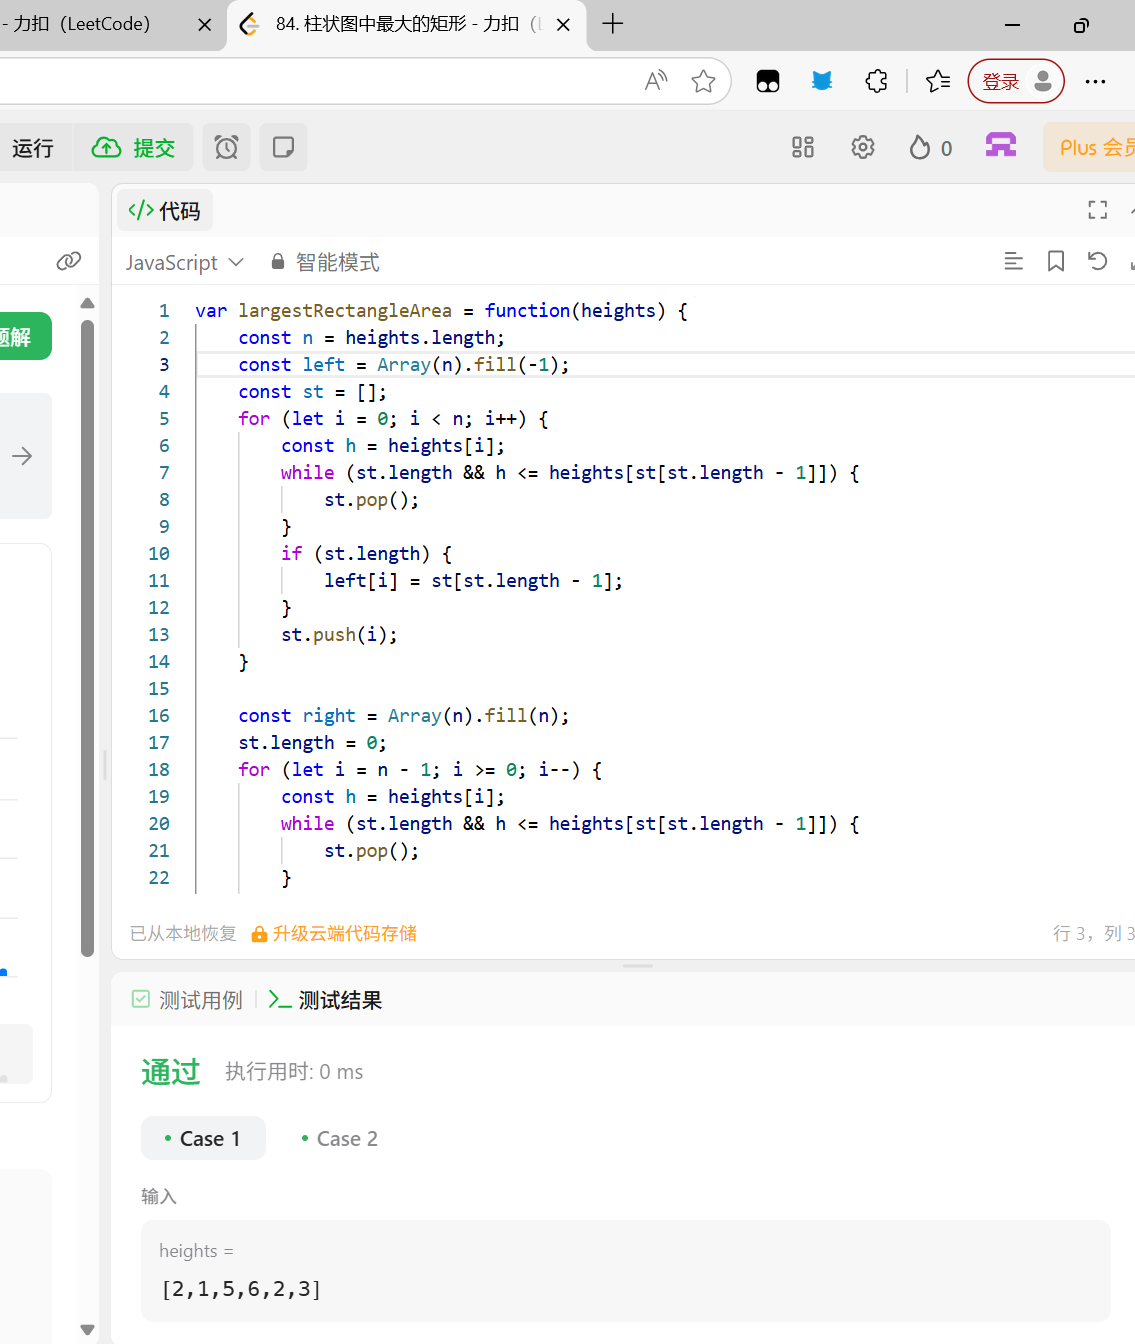 - 力扣（LeetCode）
84. 柱状图中最大的矩形 - 力扣（L
登录
运行
提交
0
Plus 会员
</> 代码
JavaScript
智能模式
题解
1 var largestRectangleArea = function(heights) {
2 const n = heights.length;
3 const left = Array(n).fill(-1);
4 const st = [];
5 for (let i = 0; i < n; i++) {
6 const h = heights[i];
7 while (st.length && h <= heights[st[st.length - 1]]) {
8 st.pop();
9 }
10 if (st.length) {
11 left[i] = st[st.length - 1];
12 }
13 st.push(i);
14 }
15
16 const right = Array(n).fill(n);
17 st.length = 0;
18 for (let i = n - 1; i >= 0; i--) {
19 const h = heights[i];
20 while (st.length && h <= heights[st[st.length - 1]]) {
21 st.pop();
22 }
已从本地恢复 升级云端代码存储
行 3，列 3
测试用例 测试结果
通过 执行用时: 0 ms
Case 1 Case 2
输入
heights =
[2,1,5,6,2,3]